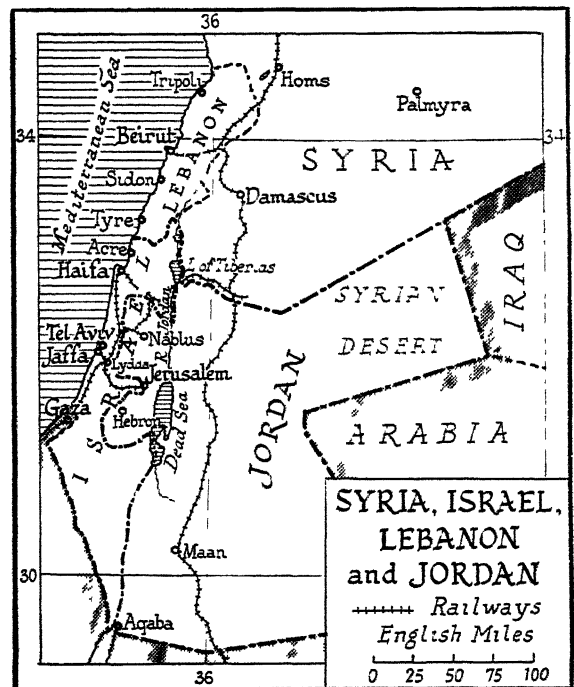 36
Tripoli
Homs
Palmyra
Mediterranean Sea
LEBANON
34
34
Beirut
SYRIA
Sidon
Damascus
Tyre
Acre
L. of Tiberias
Haifa
IRAQ
SYRIAN
DESERT
R. Jordan
Tel Aviv
Nablus
Jaffa
Lydda
Jerusalem
ISRAEL
JORDAN
Gaza
Hebron
Dead Sea
ARABIA
SYRIA, ISRAEL,
LEBANON
and JORDAN
30
Maan
Railways
English Miles
Aqaba
0 25 50 75 100
36